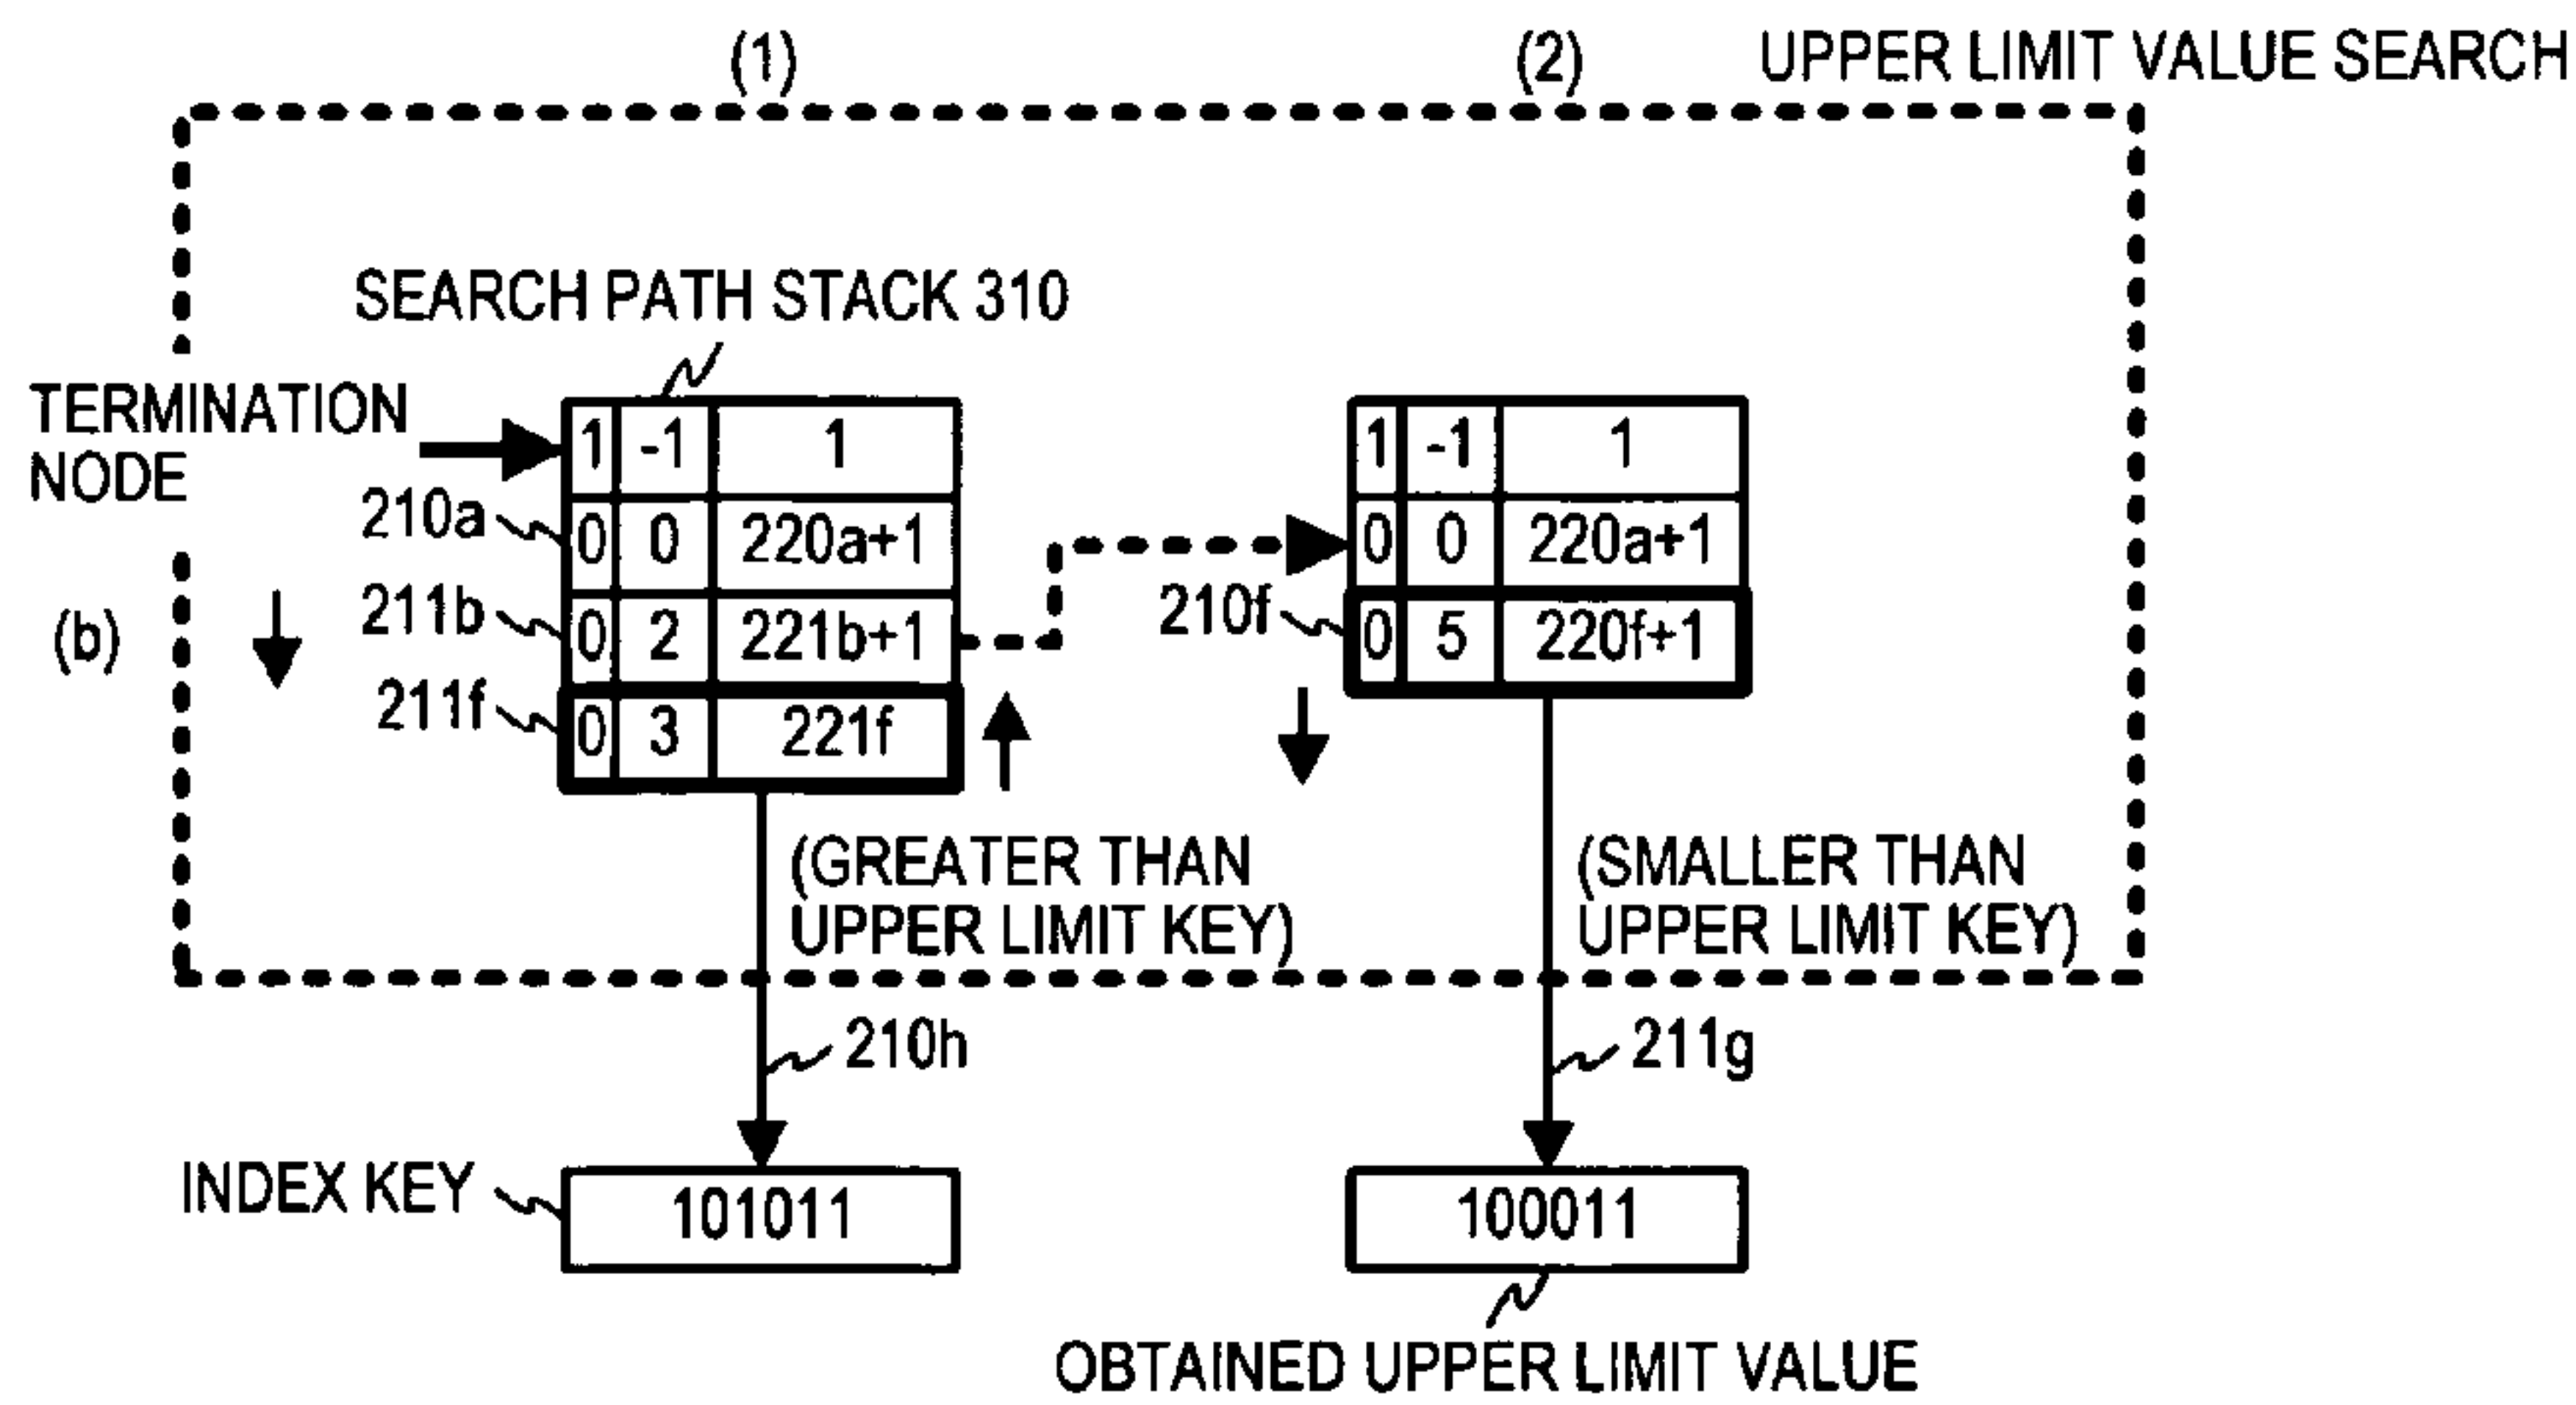 (1)
(2)
UPPER LIMIT VALUE SEARCH
SEARCH PATH STACK 310
TERMINATION
NODE
1 -1 1
210a 0 0 220a+1
211b 0 2 221b+1
211f 0 3 221f
1 -1 1
0 0 220a+1
210f 0 5 220f+1
(b)
(GREATER THAN
UPPER LIMIT KEY)
(SMALLER THAN
UPPER LIMIT KEY)
210h
211g
INDEX KEY
101011
100011
OBTAINED UPPER LIMIT VALUE